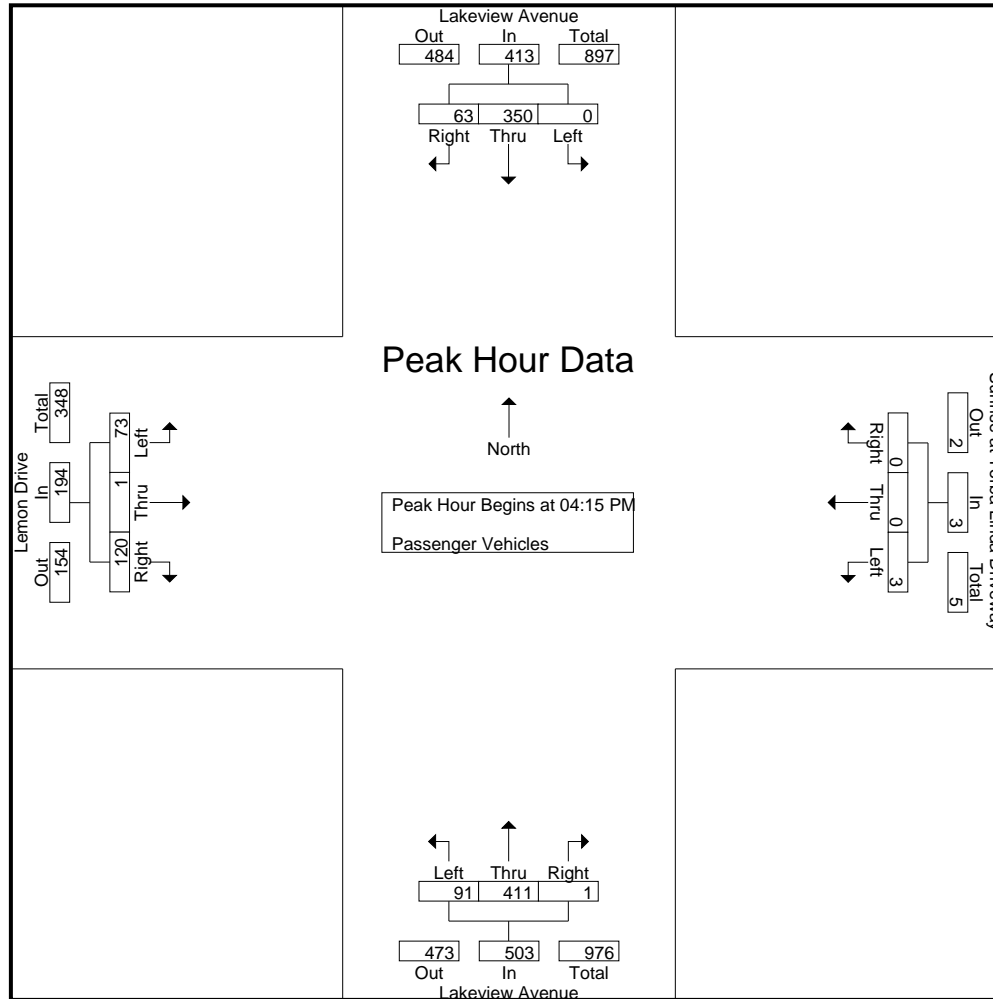 Lakeview Avenue
Out In Total
484 413 897
63 350 0
Right Thru Left
Peak Hour Data
North
Peak Hour Begins at 04:15 PM
Passenger Vehicles
Lemon Drive
Total In Out
348 194 154
73 1 120
Left Thru Right
Right Thru Left
0 0 3
Out In Total
2 3 5
Driveway
Left Thru Right
91 411 1
473 503 976
Out In Total
Lakeview Avenue